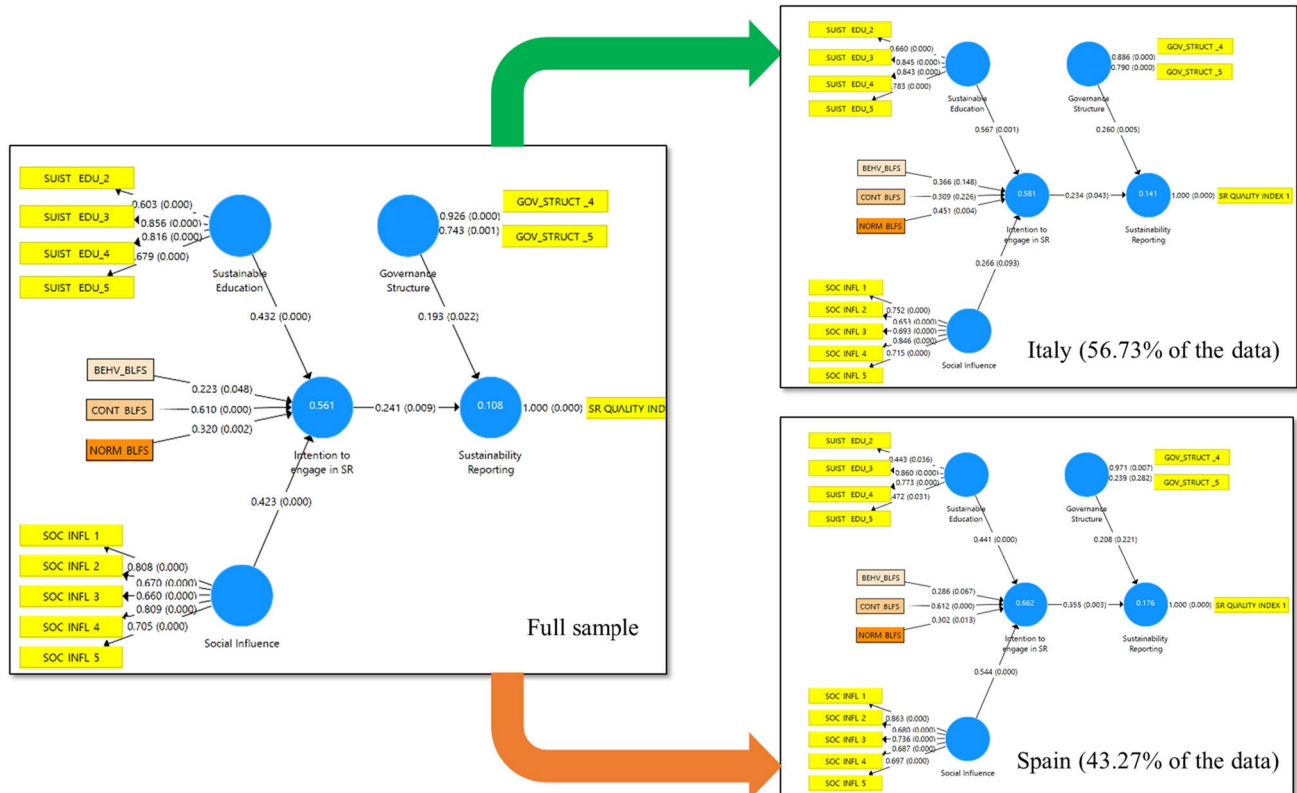 SUIST EDU_2
SUIST EDU_3
SUIST EDU_4
SUIST EDU_5
0.603 (0.000)
0.856 (0.000)
0.816 (0.000)
.679 (0.000)
Sustainable
Education
0.926 (0.000)
0.743 (0.001)
GOV_STRUCT _4
GOV_STRUCT _5
Governance
Structure
0.432 (0.000)
0.193 (0.022)
BEHV_BLFS
CONT BLFS
NORM BLFS
0.223 (0.048)
0.610 (0.000)
0.320 (0.002)
0.561
Intention to
engage in SR
0.241 (0.009)
0.108
Sustainability
Reporting
1.000 (0.000)
SR QUALITY IND
0.423 (0.000)
SOC INFL 1
SOC INFL 2
SOC INFL 3
SOC INFL 4
SOC INFL 5
0.808 (0.000)
0.670 (0.000)
0.660 (0.000)
0.809 (0.000)
0.705 (0.000)
Social Influence
Full sample
SUIST EDU_2
SUIST EDU_3
SUIST EDU_4
SUIST EDU_5
0.660 (0.000)
0.845 (0.000)
0.843 (0.000)
.783 (0.000)
Sustainable
Education
0.886 (0.000)
0.790 (0.000)
GOV_STRUCT _4
GOV_STRUCT _5
Governance
Structure
0.567 (0.001)
0.260 (0.005)
BEHV_BLFS
CONT BLFS
NORM BLFS
0.366 (0.148)
0.309 (0.226)
0.451 (0.004)
0.581
Intention to
engage in SR
0.234 (0.043)
0.141
Sustainability
Reporting
1.000 (0.000)
SR QUALITY INDEX 1
0.266 (0.093)
SOC INFL 1
SOC INFL 2
SOC INFL 3
SOC INFL 4
SOC INFL 5
0.752 (0.000)
0.653 (0.000)
0.693 (0.000)
0.846 (0.000)
0.715 (0.000)
Social Influence
Italy (56.73% of the data)
SUIST EDU_2
SUIST EDU_3
SUIST EDU_4
SUIST EDU_5
0.443 (0.036)
0.860 (0.000)
0.773 (0.000)
.472 (0.031)
Sustainable
Education
0.971 (0.007)
0.239 (0.282)
GOV_STRUCT _4
GOV_STRUCT _5
Governance
Structure
0.441 (0.000)
0.208 (0.221)
BEHV_BLFS
CONT BLFS
NORM BLFS
0.286 (0.067)
0.612 (0.000)
0.302 (0.013)
0.662
Intention to
engage in SR
0.355 (0.003)
0.176
Sustainability
Reporting
1.000 (0.000)
SR QUALITY INDEX 1
0.544 (0.000)
SOC INFL 1
SOC INFL 2
SOC INFL 3
SOC INFL 4
SOC INFL 5
0.863 (0.000)
0.680 (0.000)
0.736 (0.000)
0.687 (0.000)
0.697 (0.000)
Social Influence
Spain (43.27% of the data)